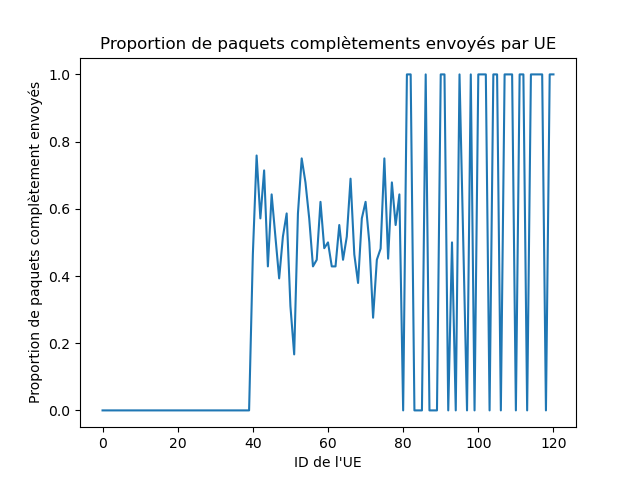 Proportion de paquets complètements envoyés par UE
Proportion de paquets complètement envoyés
1.0
0.8
0.6
0.4
0.2
0.0
0 20 40 60 80 100 120
ID de l'UE